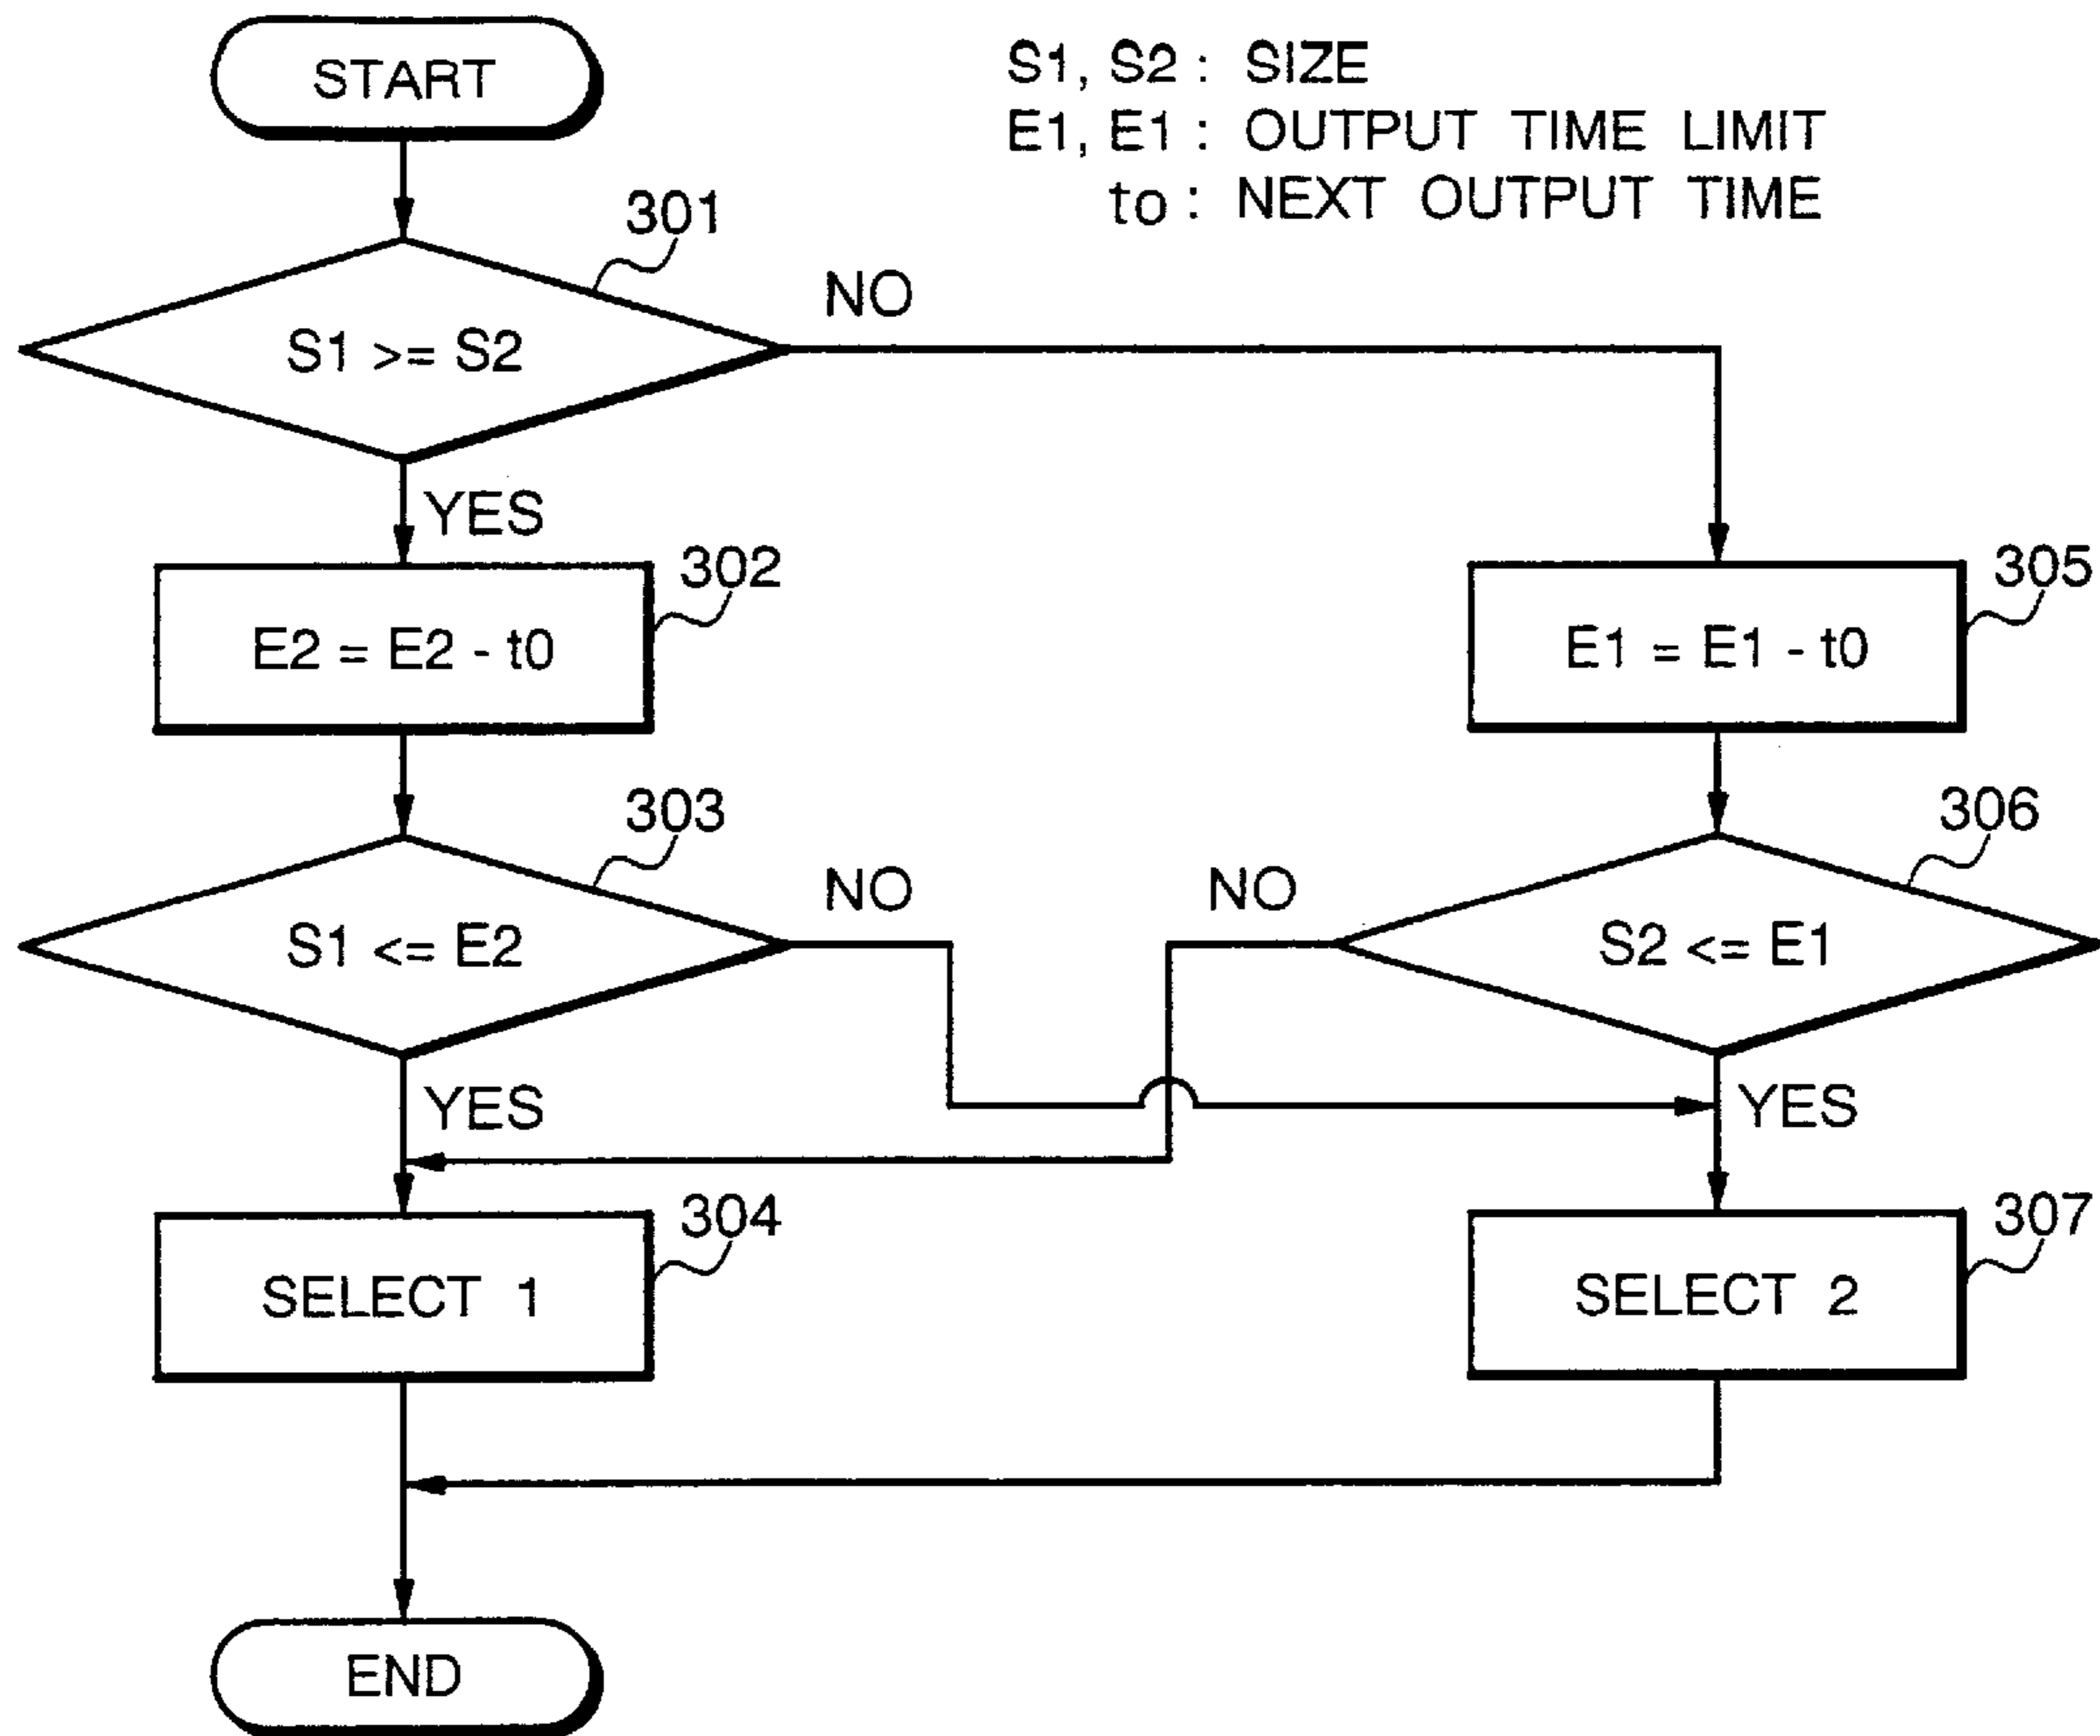 START
S1, S2 : SIZE
E1, E1 : OUTPUT TIME LIMIT
to : NEXT OUTPUT TIME
301
S1 >= S2
NO
YES
302
E2 = E2 - t0
305
E1 = E1 - t0
303
S1 <= E2
NO
YES
306
S2 <= E1
NO
YES
304
SELECT 1
307
SELECT 2
END